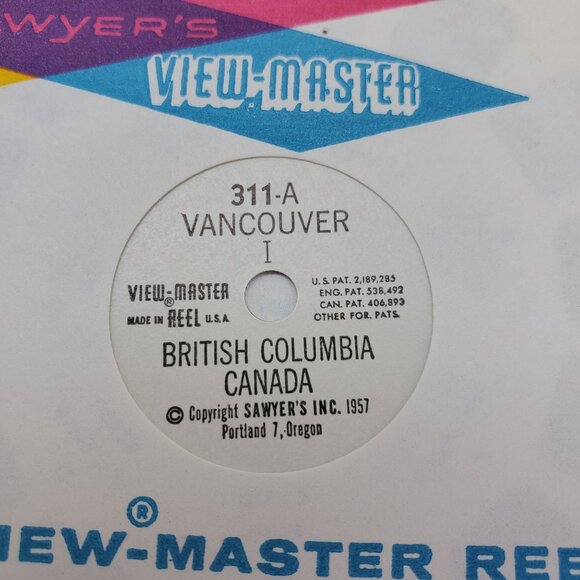 AWYER'S
VIEW-MASTER
311-A
VANCOUVER
I
VIEW-MASTER®
MADE IN REEL U.S.A.
U.S. PAT. 2,189,285
ENG. PAT. 538,492
CAN. PAT. 406,893
OTHER FOR. PATS.
BRITISH COLUMBIA
CANADA
© Copyright SAWYER'S INC. 1957
Portland 7, Oregon
®
IEW-MASTER REE